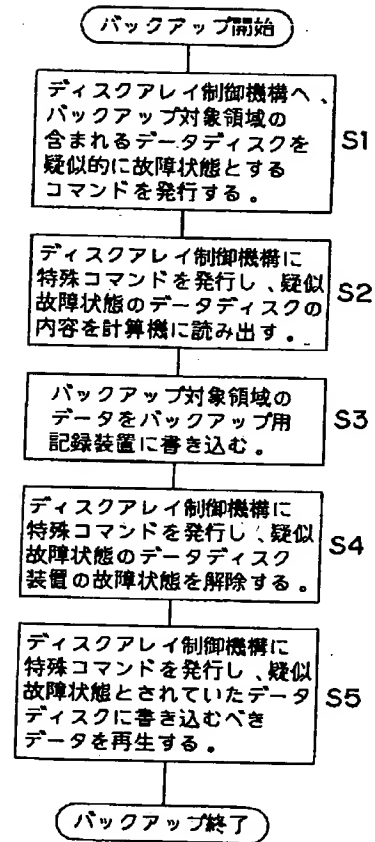 バックアップ開始
ディスクアレイ制御機構へ、
バックアップ対象領域の
含まれるデータディスクを
疑似的に故障状態とする
コマンドを発行する。
S1
ディスクアレイ制御機構に
特殊コマンドを発行し、疑似
故障状態のデータディスクの
内容を計算機に読み出す。
S2
バックアップ対象領域の
データをバックアップ用
記録装置に書き込む。
S3
ディスクアレイ制御機構に
特殊コマンドを発行し、疑似
故障状態のデータディスク
装置の故障状態を解除する。
S4
ディスクアレイ制御機構に
特殊コマンドを発行し、疑似
故障状態とされていたデータ
ディスクに書き込むべき
データを再生する。
S5
バックアップ終了